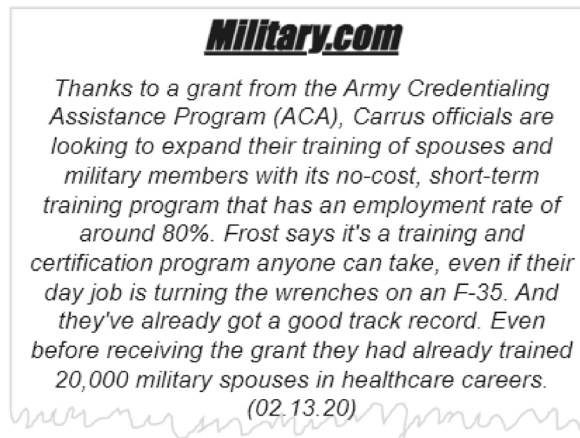 Military.com
Thanks to a grant from the Army Credentialing
Assistance Program (ACA), Carrus officials are
looking to expand their training of spouses and
military members with its no-cost, short-term
training program that has an employment rate of
around 80%. Frost says it's a training and
certification program anyone can take, even if their
day job is turning the wrenches on an F-35. And
they've already got a good track record. Even
before receiving the grant they had already trained
20,000 military spouses in healthcare careers.
(02.13.20)